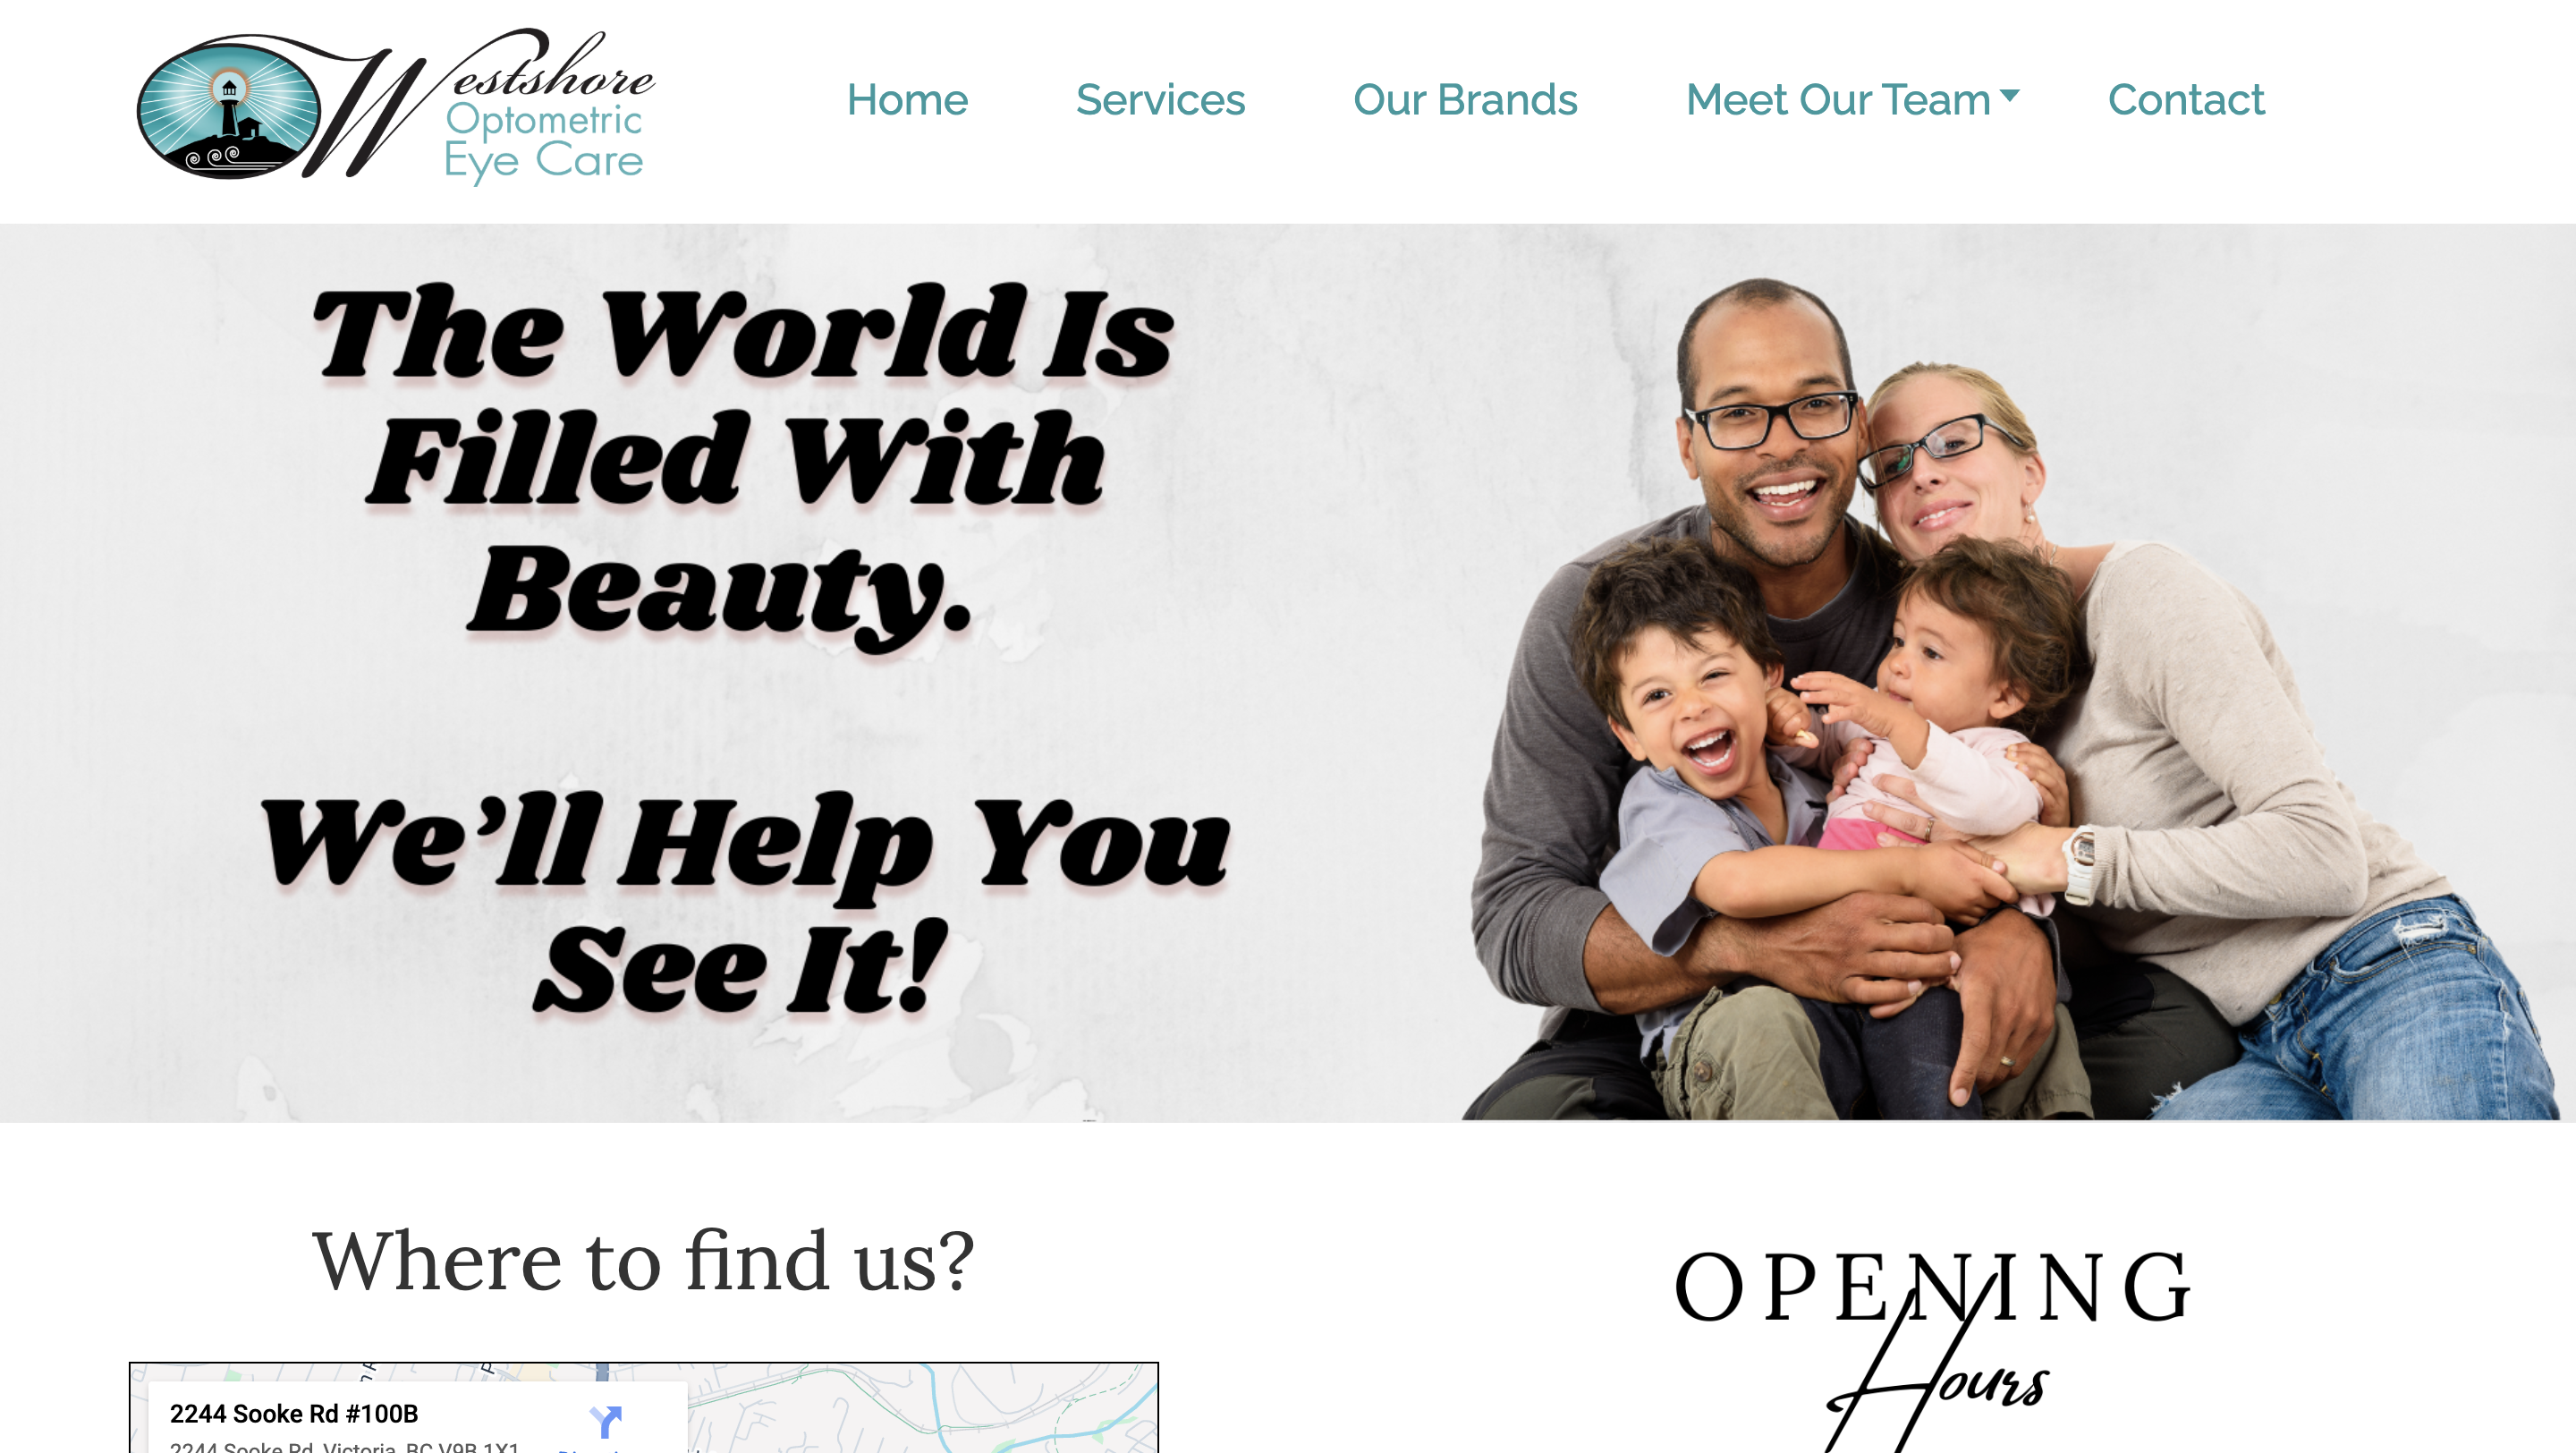 Westshore
Optometric
Eye Care
Home Services Our Brands Meet Our Team Contact
The World Is
Filled With
Beauty.
We’ll Help You
See It!
Where to find us?
OPENING
Hours
2244 Sooke Rd #100B
2244 Sooke Rd, Victoria, BC V9B 1X1